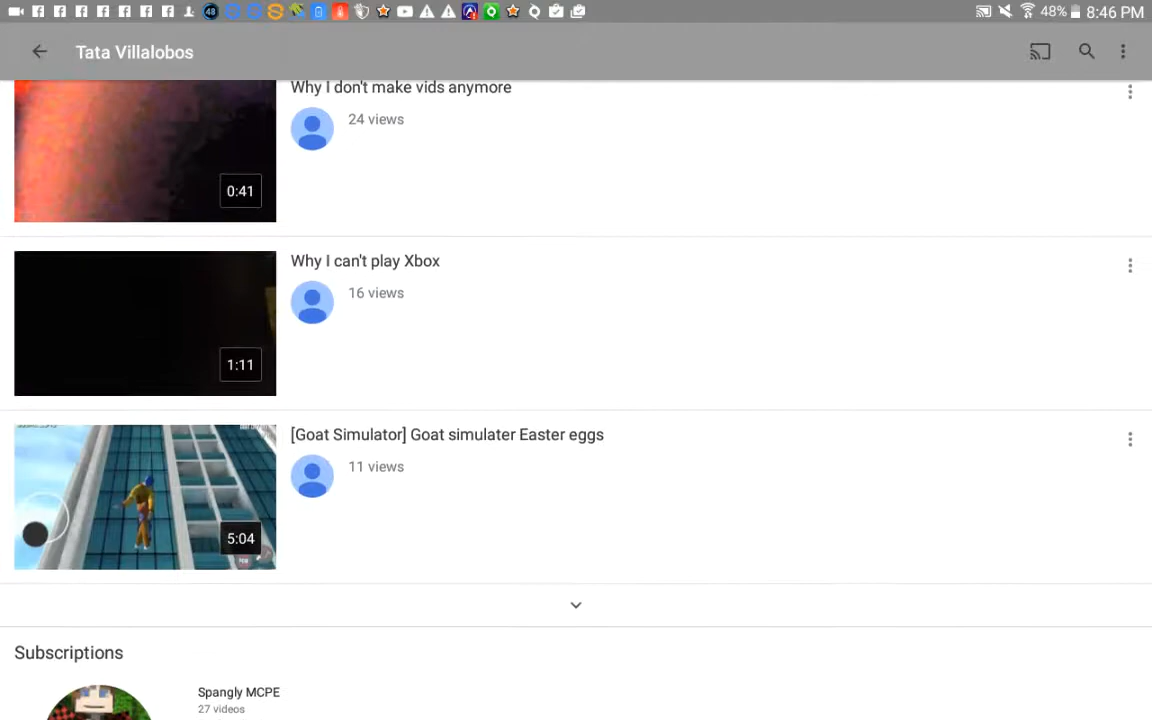 48
48%
8:46 PM
Tata Villalobos
Why I don't make vids anymore
24 views
0:41
Why I can't play Xbox
16 views
1:11
[Goat Simulator] Goat simulater Easter eggs
11 views
5:04
Subscriptions
Spangly MCPE
27 videos